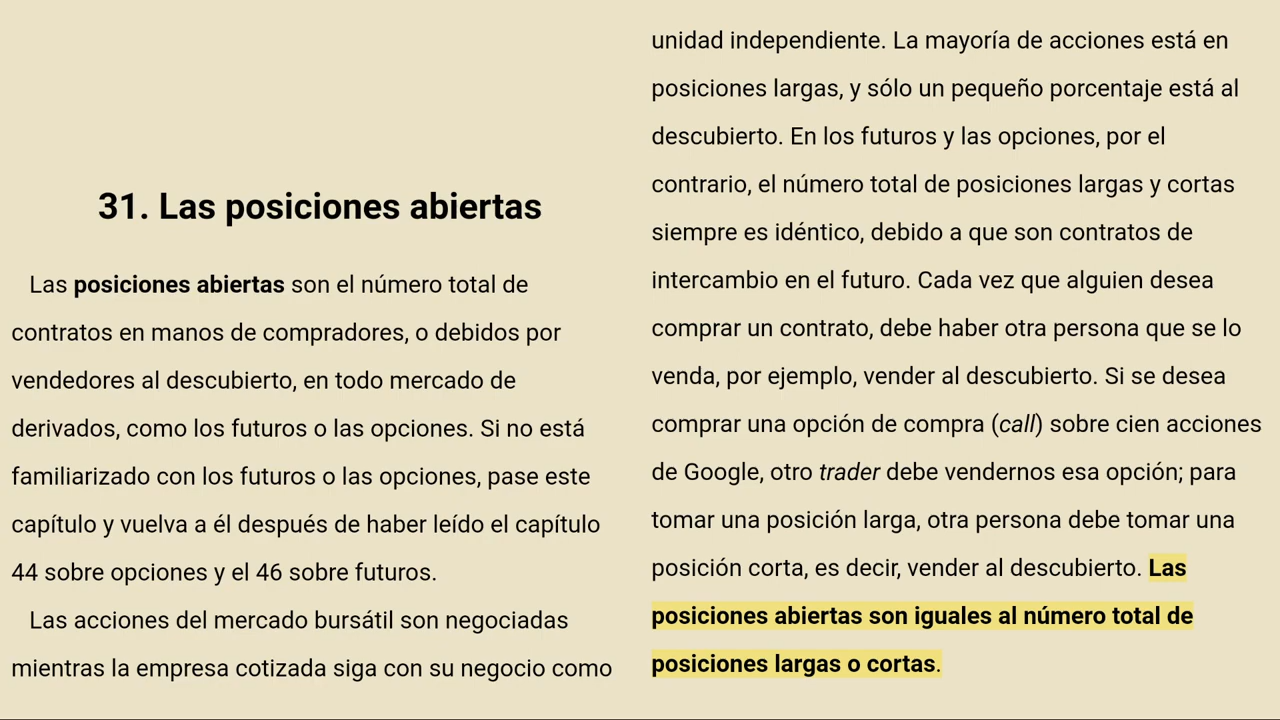 31. Las posiciones abiertas
Las posiciones abiertas son el número total de
contratos en manos de compradores, o debidos por
vendedores al descubierto, en todo mercado de
derivados, como los futuros o las opciones. Si no está
familiarizado con los futuros o las opciones, pase este
capítulo y vuelva a él después de haber leído el capítulo
44 sobre opciones y el 46 sobre futuros.
Las acciones del mercado bursátil son negociadas
mientras la empresa cotizada siga con su negocio como
unidad independiente. La mayoría de acciones está en
posiciones largas, y sólo un pequeño porcentaje está al
descubierto. En los futuros y las opciones, por el
contrario, el número total de posiciones largas y cortas
siempre es idéntico, debido a que son contratos de
intercambio en el futuro. Cada vez que alguien desea
comprar un contrato, debe haber otra persona que se lo
venda, por ejemplo, vender al descubierto. Si se desea
comprar una opción de compra (call) sobre cien acciones
de Google, otro trader debe vendernos esa opción; para
tomar una posición larga, otra persona debe tomar una
posición corta, es decir, vender al descubierto. Las
posiciones abiertas son iguales al número total de
posiciones largas o cortas.